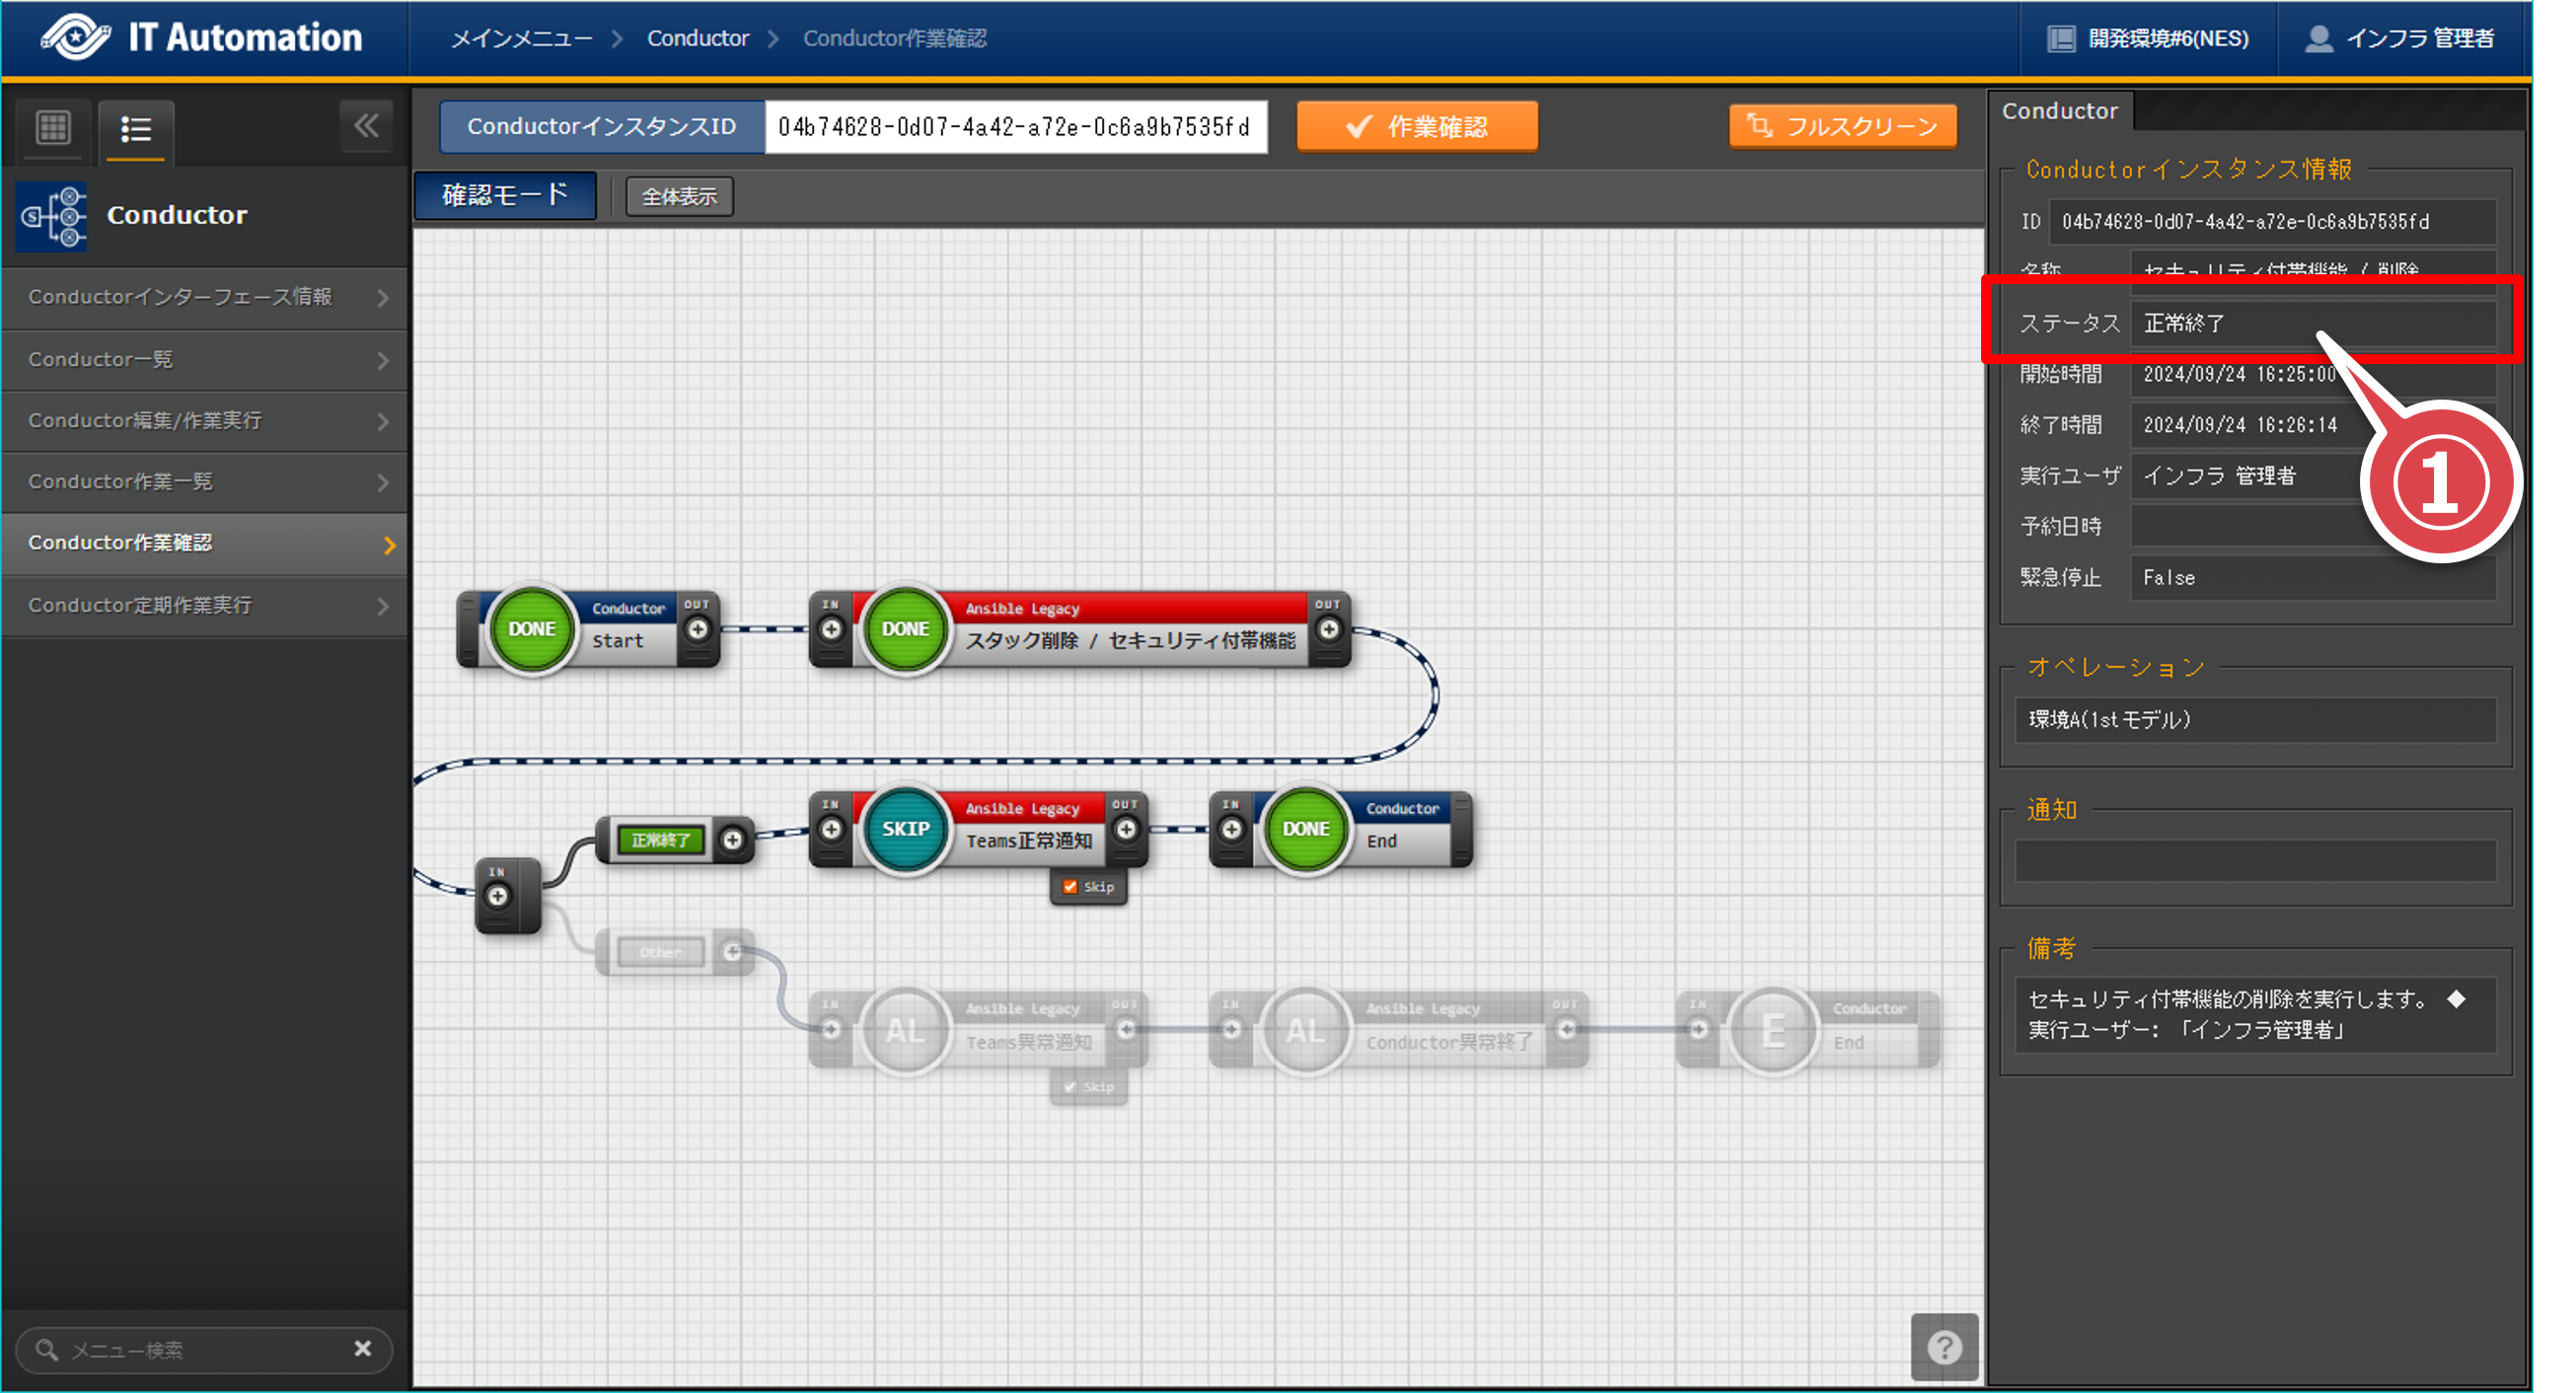 IT Automation
メインメニュー > Conductor > Conductor作業確認
開発環境#6(NES)
インフラ 管理者
ConductorインスタンスID
04b74628-0d07-4a42-a72e-0c6a9b7535fd
作業確認
フルスクリーン
確認モード
全体表示
Conductor
Conductorインターフェース情報
Conductor一覧
Conductor編集/作業実行
Conductor作業一覧
Conductor作業確認
Conductor定期作業実行
メニュー検索
DONE
Conductor
Start
OUT
IN
DONE
Ansible Legacy
スタック削除 / セキュリティ付帯機能
OUT
IN
正常終了
IN
SKIP
Ansible Legacy
Teams正常通知
OUT
Skip
IN
DONE
Conductor
End
Other
IN
AL
Ansible Legacy
Teams異常通知
OUT
Skip
IN
AL
Ansible Legacy
Conductor異常終了
OUT
IN
E
Conductor
End
?
Conductor
Conductorインスタンス情報
ID 04b74628-0d07-4a42-a72e-0c6a9b7535fd
名称 セキュリティ付帯機能 / 削除
ステータス 正常終了
開始時間 2024/09/24 16:25:00
終了時間 2024/09/24 16:26:14
実行ユーザ インフラ 管理者
予約日時
緊急停止 False
①
オペレーション
環境A(1stモデル)
通知
備考
セキュリティ付帯機能の削除を実行します。 ◆
実行ユーザー: 「インフラ管理者」